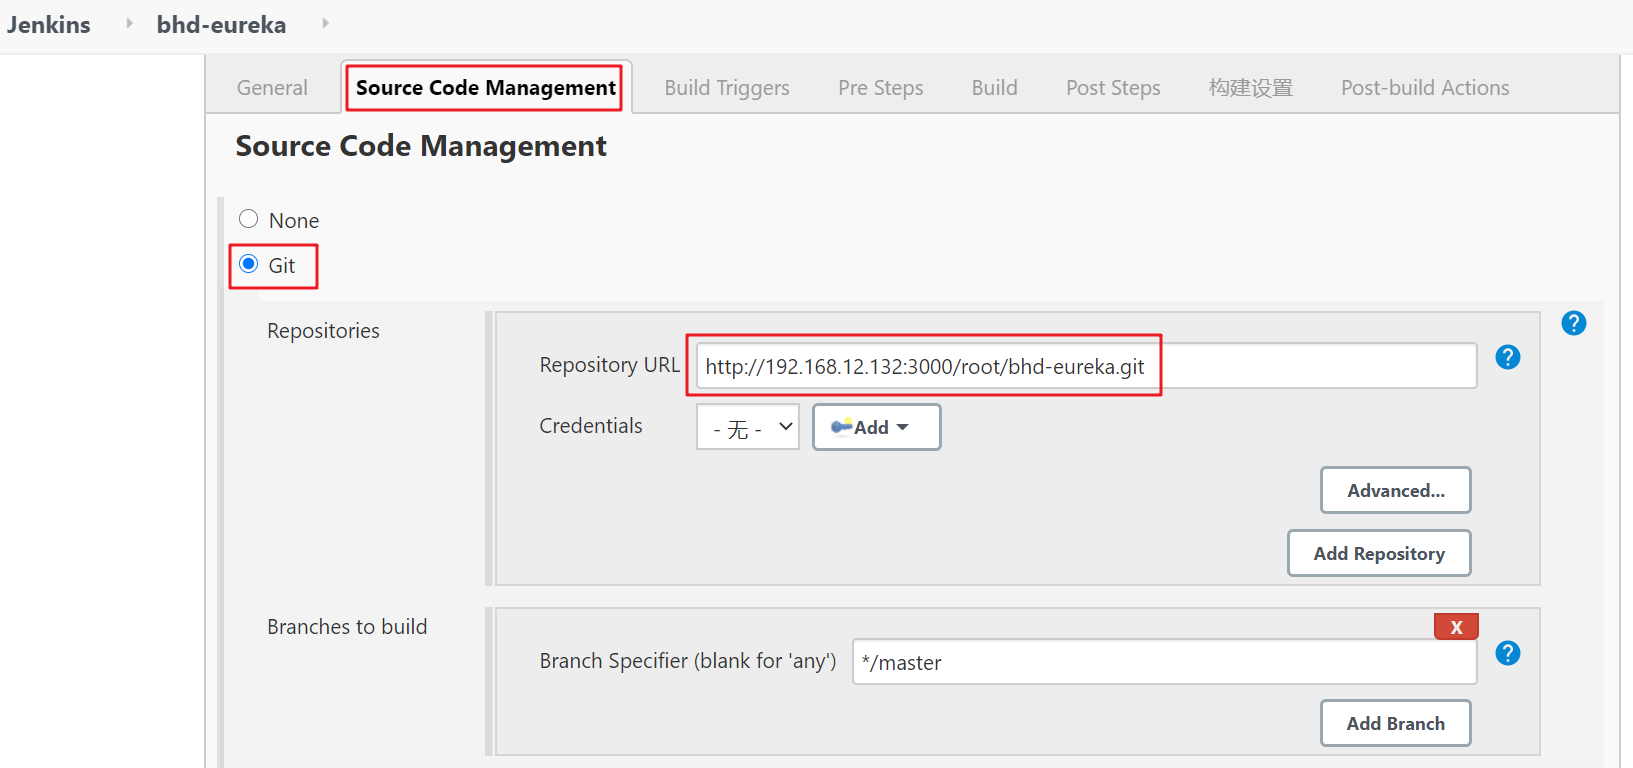 Jenkins bhd-eureka
General Source Code Management Build Triggers Pre Steps Build Post Steps 构建设置 Post-build Actions
Source Code Management
None
Git
Repositories
?
Repository URL http://192.168.12.132:3000/root/bhd-eureka.git ?
Credentials - 无 - Add
Advanced...
Add Repository
Branches to build
X
Branch Specifier (blank for 'any') */master ?
Add Branch